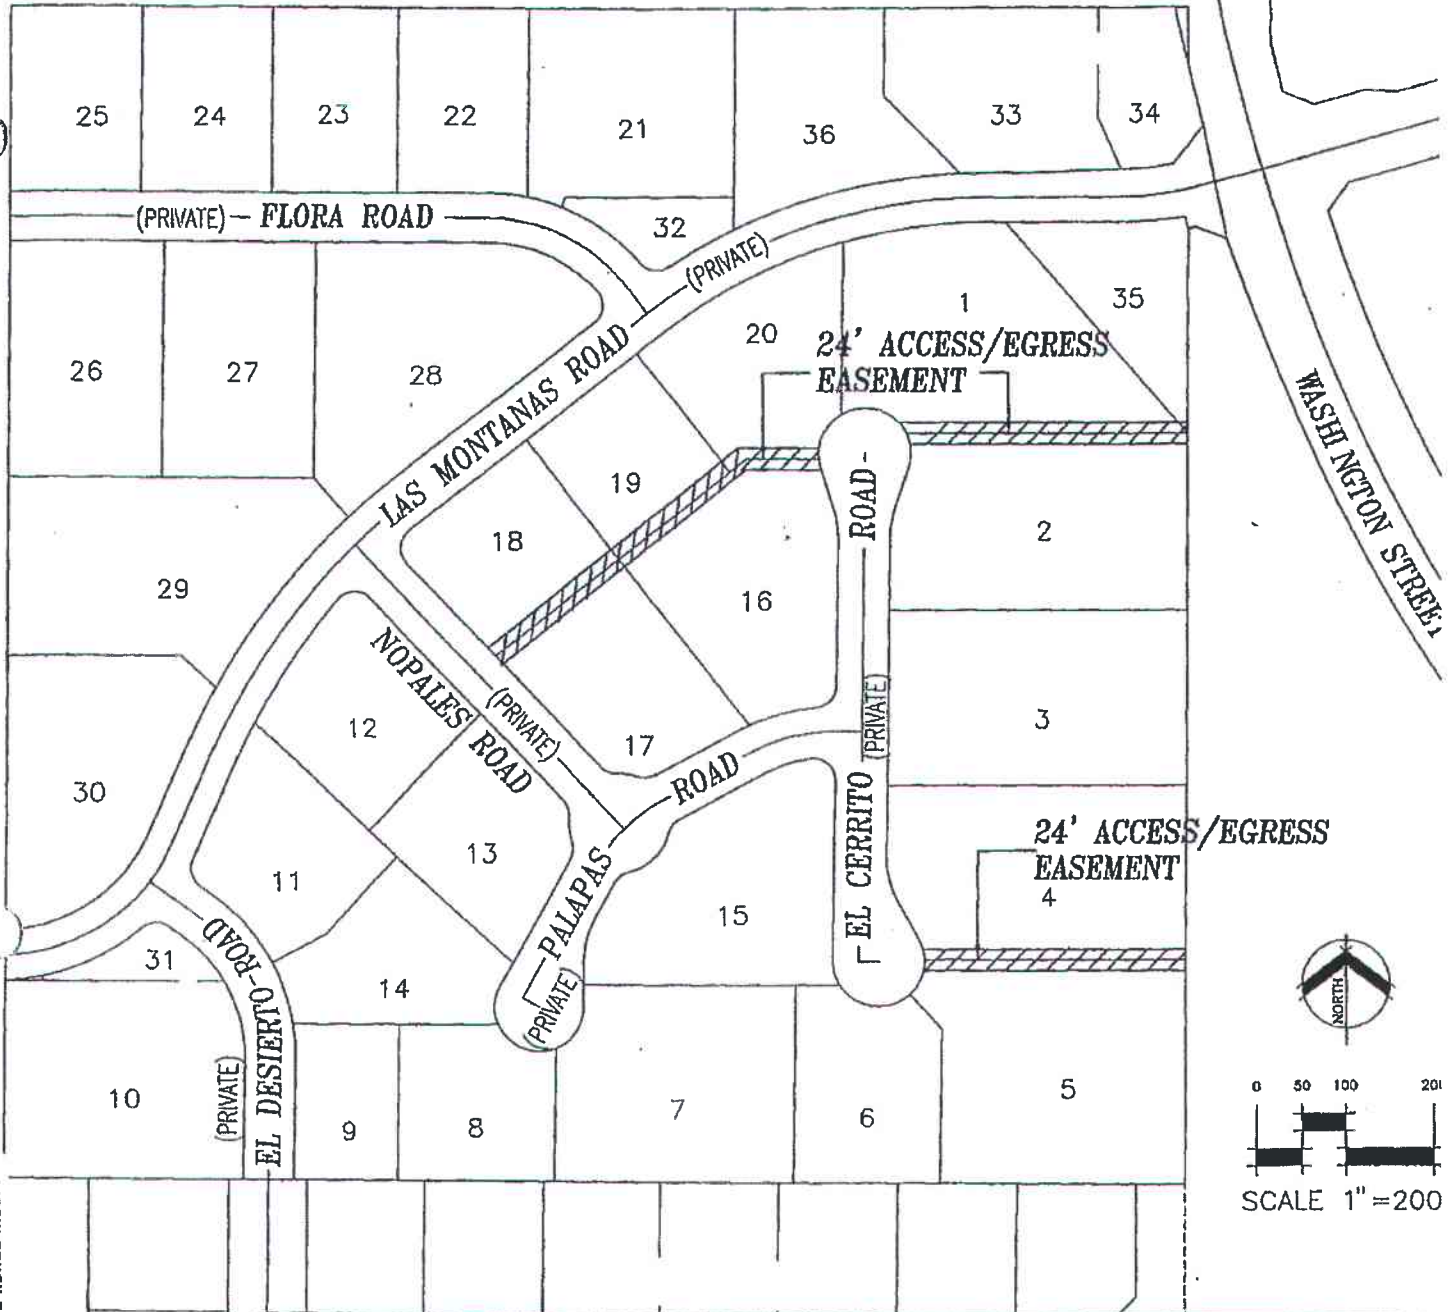 25
24
23
22
21
36
33
34
(PRIVATE)
FLORA ROAD
32
(PRIVATE)
1
35
20
24' ACCESS/EGRESS
EASEMENT
26
27
28
LAS MONTANAS ROAD
WASHINGTON STREET
19
18
ROAD
2
29
16
NOPALES ROAD
(PRIVATE)
12
17
ROAD
(PRIVATE)
3
30
EL CERRITO
24' ACCESS/EGRESS
EASEMENT
4
13
11
PALAPAS
15
31
EL DESIERTO ROAD
14
(PRIVATE)
NORTH
10
(PRIVATE)
9
8
7
6
5
0 50 100
SCALE 1"=200